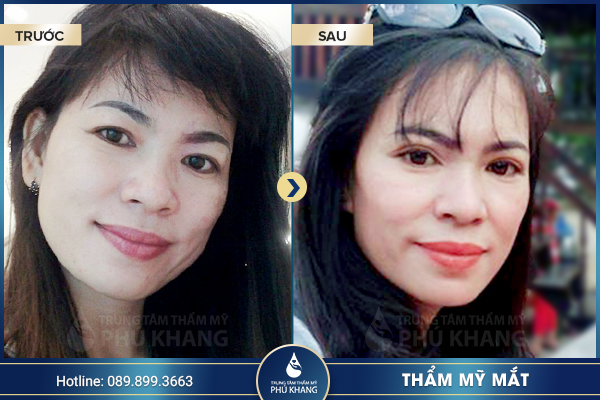 TRƯỚC
SAU
TRUNG TÂM THẨM MỸ
PHÚ KHANG
TRUNG TÂM THẨM MỸ
PHÚ KHANG
Hotline: 089.899.3663
TRUNG TÂM THẨM MỸ
PHÚ KHANG
THẨM MỸ MẮT